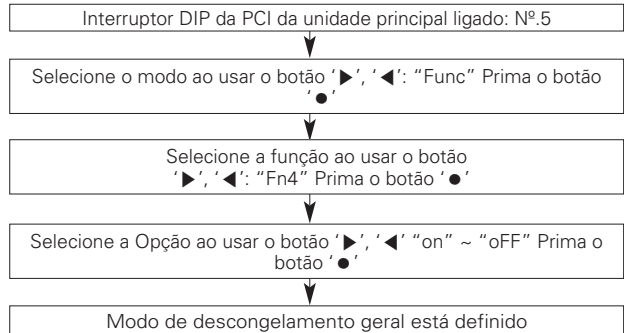 Interruptor DIP da PCI da unidade principal ligado: Nº.5
Selecione o modo ao usar o botão ‘▶’, ‘◀’: “Func” Prima o botão
‘●’
Selecione a função ao usar o botão
‘▶’, ‘◀’: “Fn4” Prima o botão ‘●’
Selecione a Opção ao usar o botão ‘▶’, ‘◀’ “on” ~ “oFF” Prima o
botão ‘●’
Modo de descongelamento geral está definido